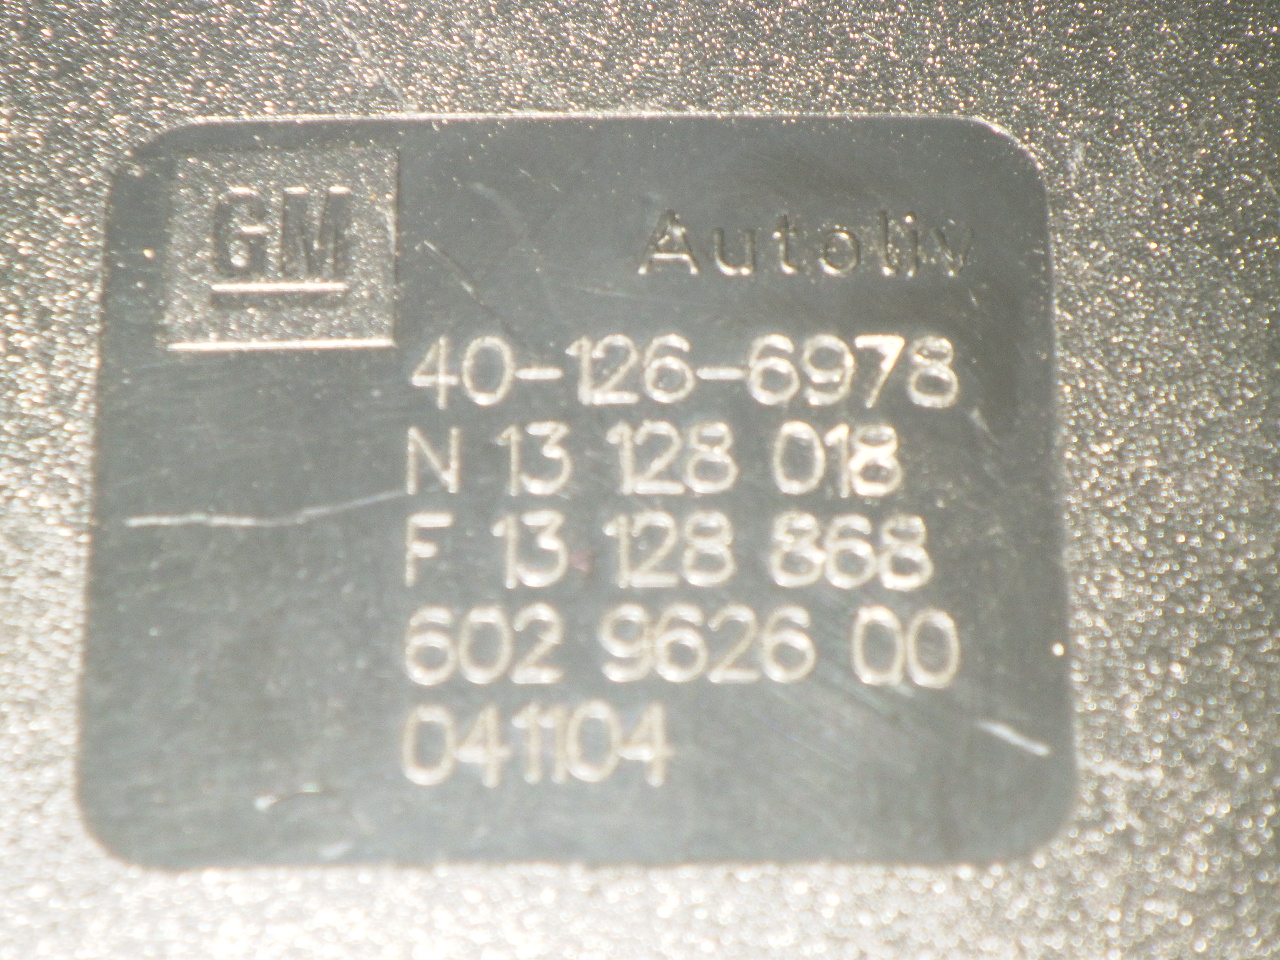 GM
Autoliv
40-126-6978
N 13 128 018
F 13 128 868
602 9626 00
041104